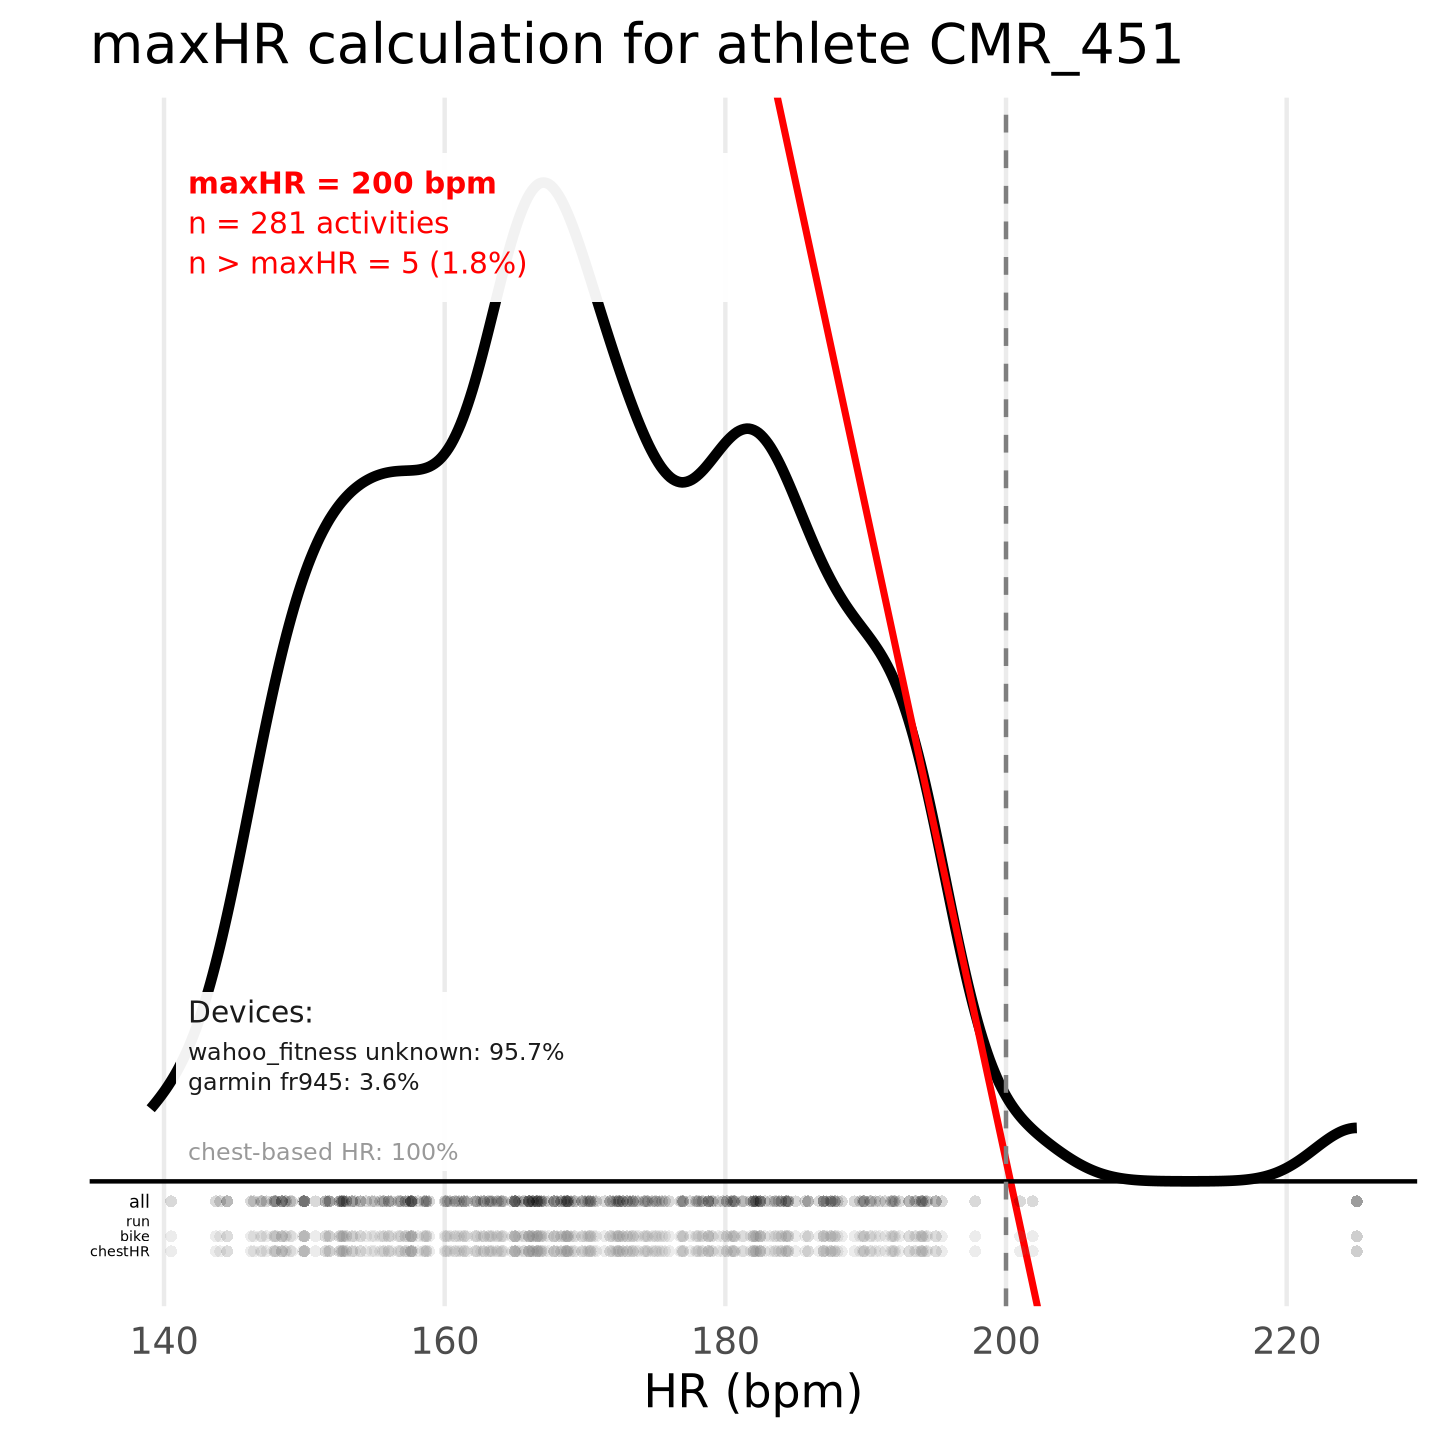 maxHR calculation for athlete CMR_451
maxHR = 200 bpm
n = 281 activities
n > maxHR = 5 (1.8%)
Devices:
wahoo_fitness unknown: 95.7%
garmin fr945: 3.6%
chest-based HR: 100%
all
run
bike
chestHR
140 160 180 200 220
HR (bpm)